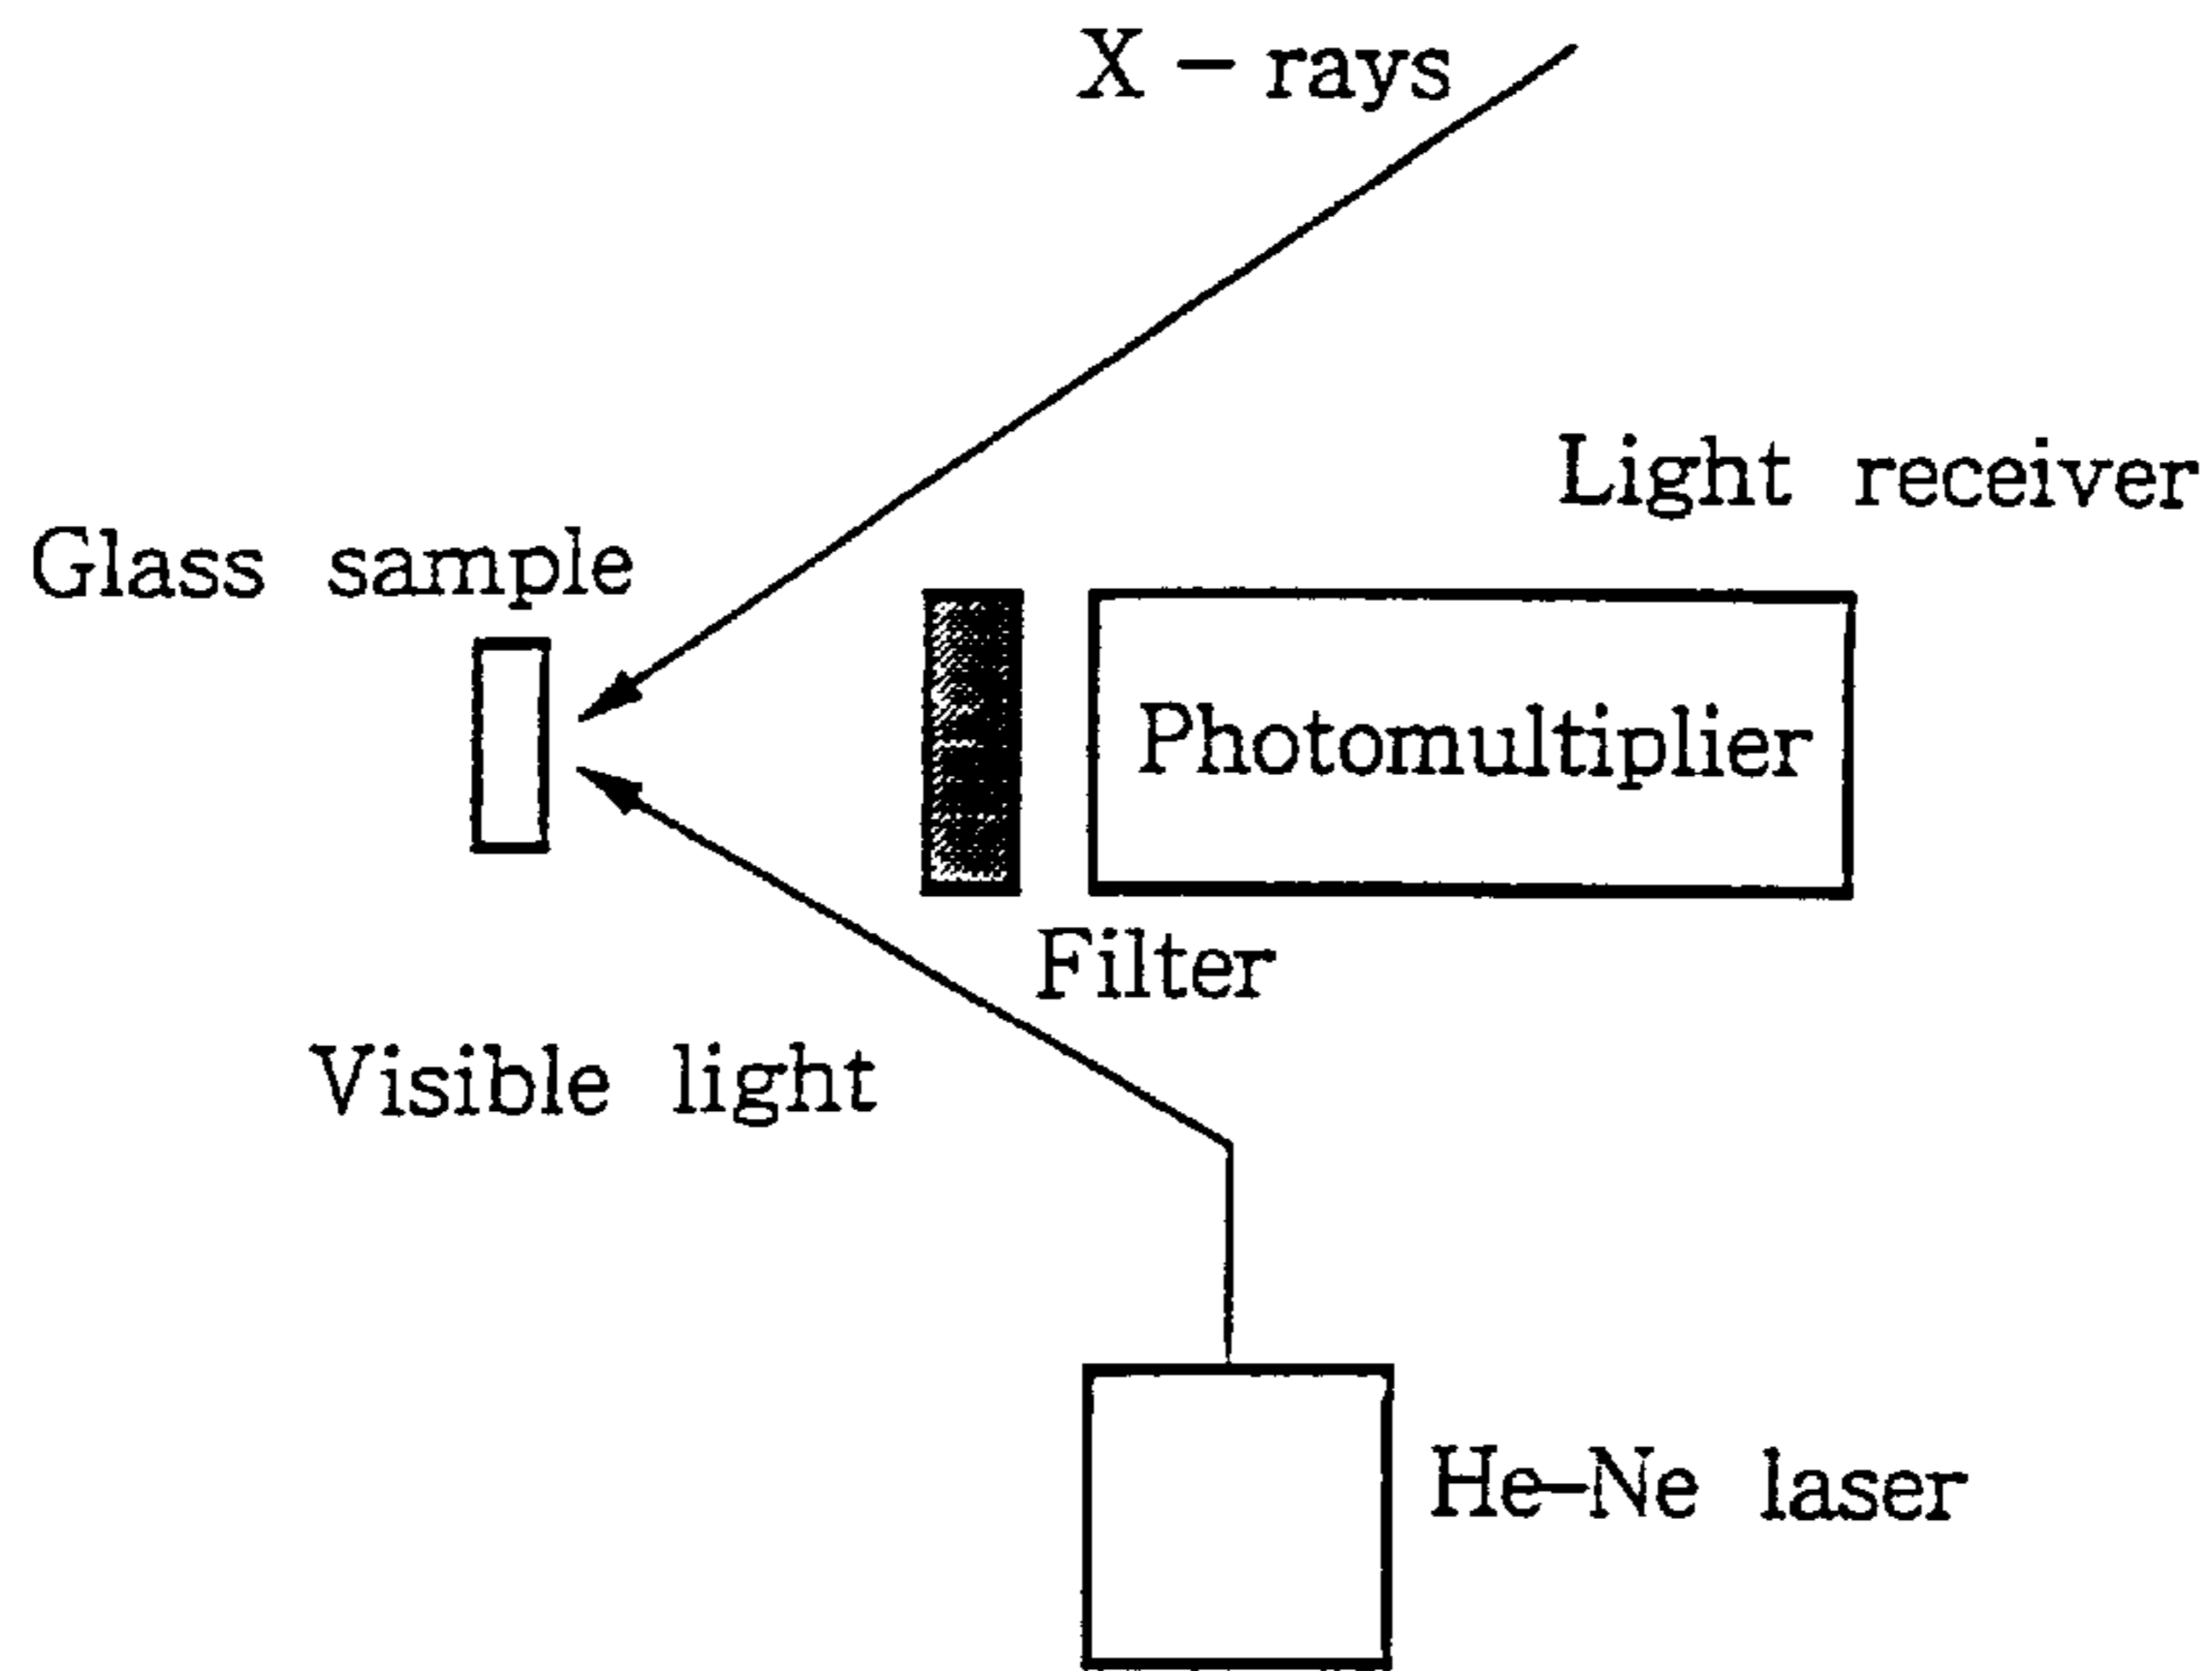 X - rays
Light receiver
Glass sample
Photomultiplier
Filter
Visible light
He-Ne laser